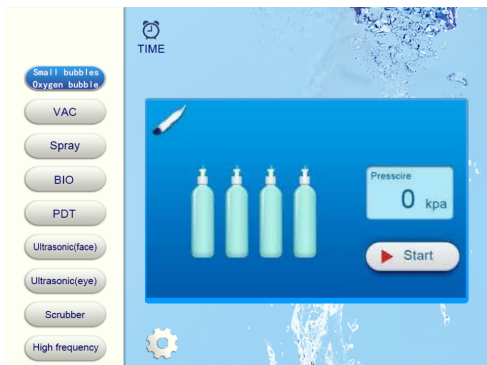 TIME
Small bubbles
Oxygen bubble
VAC
Spray
BIO
PDT
Ultrasonic(face)
Ultrasonic(eye)
Scrubber
High frequency
Presscire
0 kpa
Start